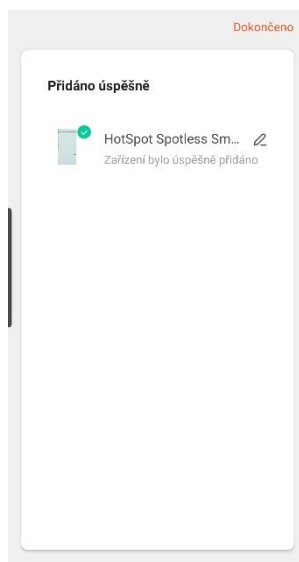 Dokončeno
Přidáno úspěšně
HotSpot Spotless Sm...
Zařízení bylo úspěšně přidáno